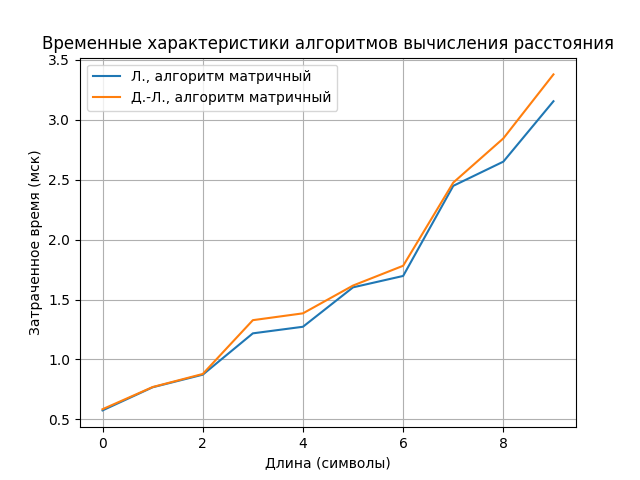 Временные характеристики алгоритмов вычисления расстояния
Л., алгоритм матричный
Д.-Л., алгоритм матричный
Затраченное время (мск)
3.5
3.0
2.5
2.0
1.5
1.0
0.5
0 2 4 6 8
Длина (символы)